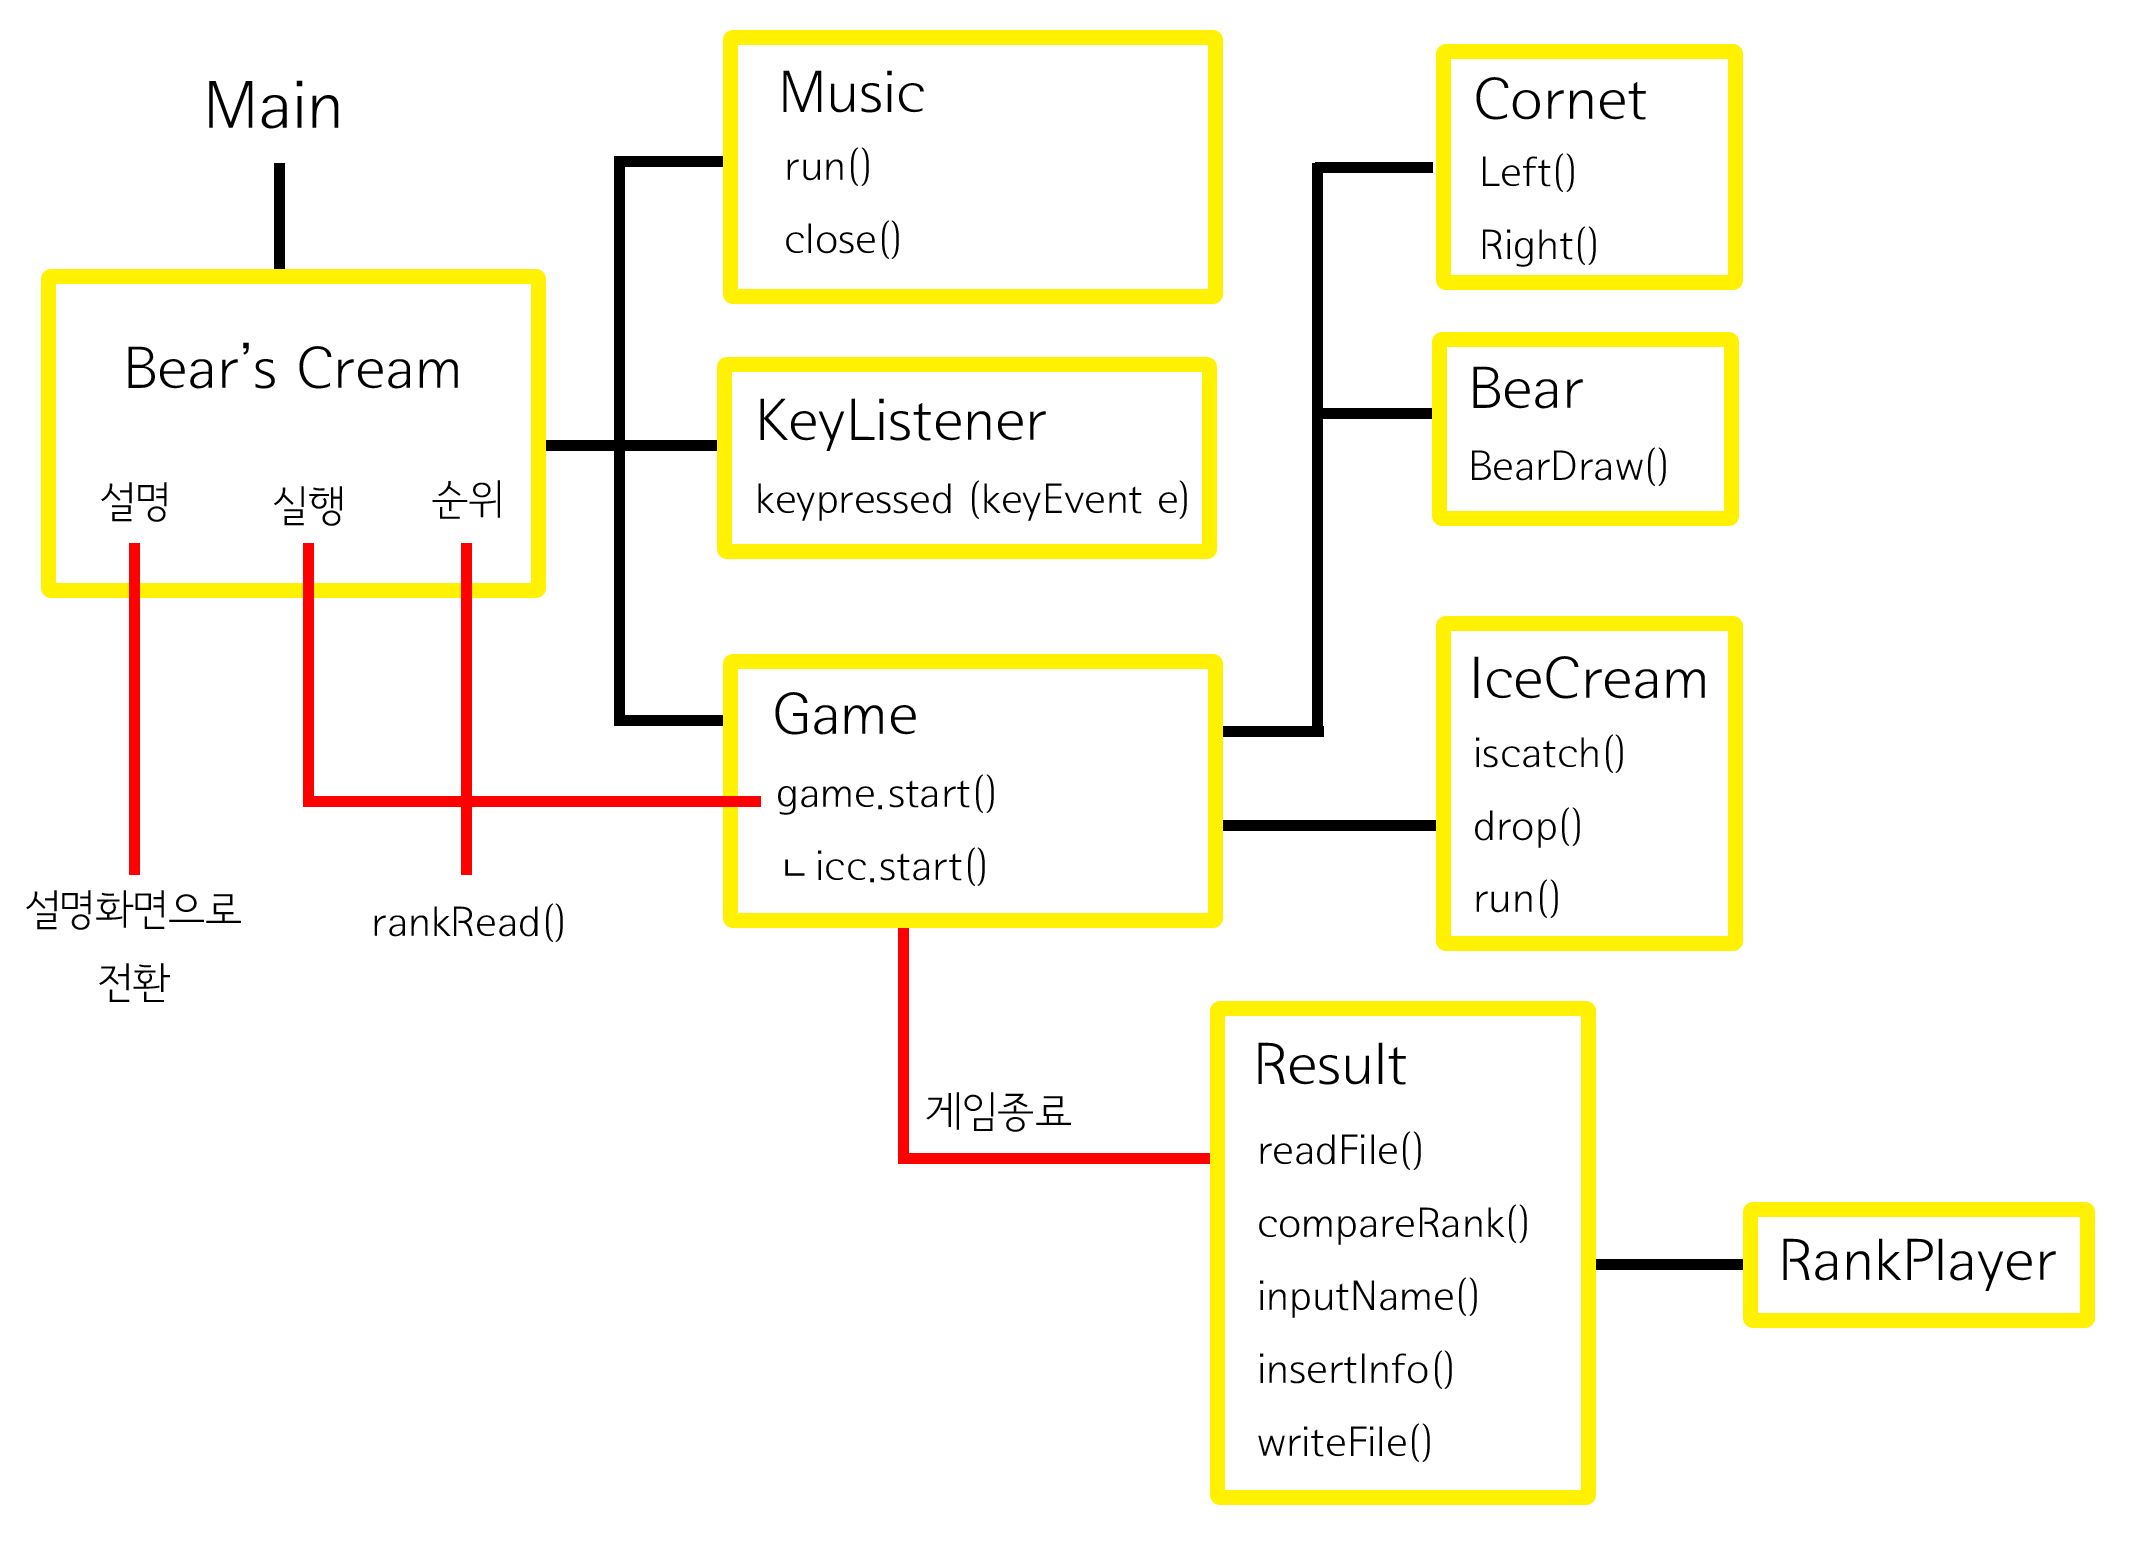 Main
Bear's Cream
설명
실행
순위
설명화면으로
전환
rankRead()
Music
run()
close()
KeyListener
keypressed (keyEvent e)
Game
game.start()
ㄴ icc.start()
게임종료
Cornet
Left()
Right()
Bear
BearDraw()
IceCream
iscatch()
drop()
run()
Result
readFile()
compareRank()
inputName()
insertInfo()
writeFile()
RankPlayer